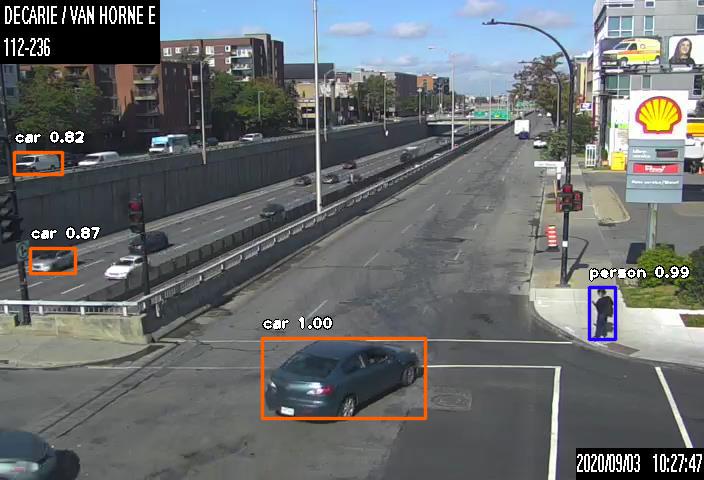 DECARIE / VAN HORNE E
112-236
car 0.82
car 0.87
person 0.99
car 1.00
2020/09/03 10:27:47